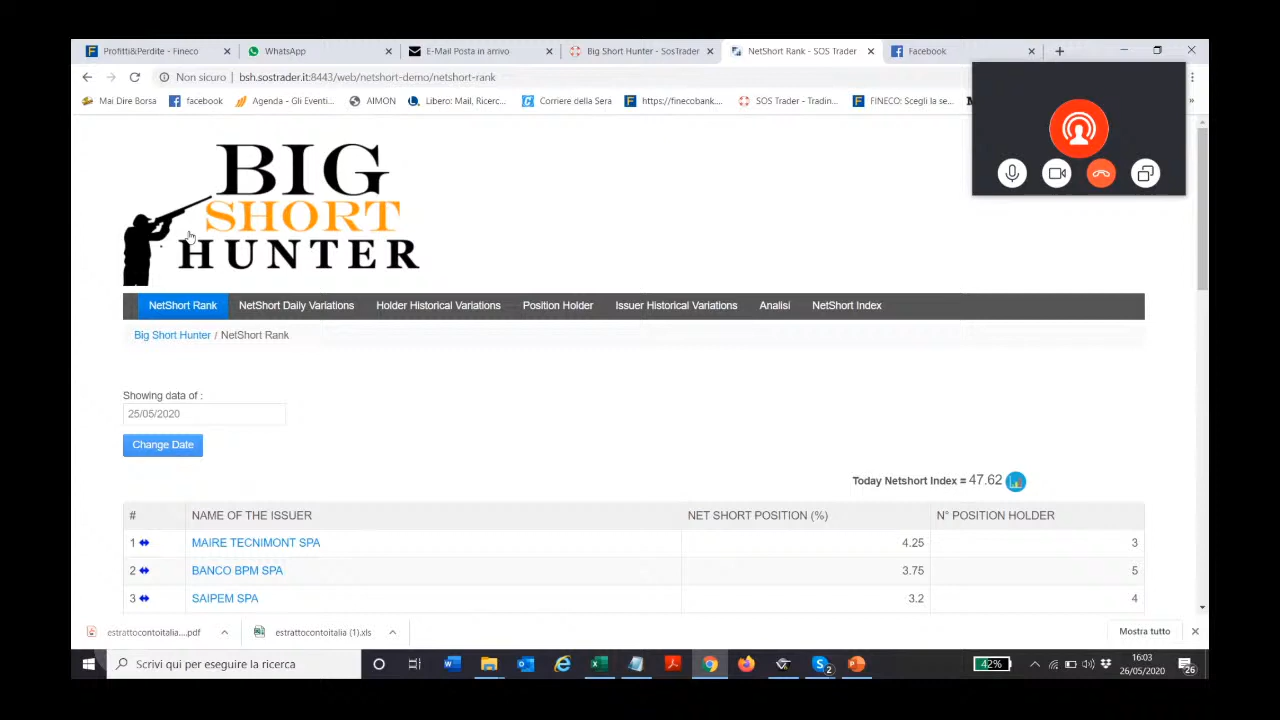 Profitti&Perdite - Fineco
WhatsApp
E-Mail Posta in arrivo
Big Short Hunter - SosTrader
NetShort Rank - SOS Trader
Facebook
Non sicuro
bsh.sostrader.it:8443/web/netshort-demo/netshort-rank
Mai Dire Borsa
facebook
Agenda - Gli Eventi...
AIMON
Libero: Mail, Ricerc...
Corriere della Sera
https://finecobank....
SOS Trader - Tradin...
FINECO: Scegli la se...
BIG
SHORT
HUNTER
NetShort Rank
NetShort Daily Variations
Holder Historical Variations
Position Holder
Issuer Historical Variations
Analisi
NetShort Index
Big Short Hunter / NetShort Rank
Showing data of :
25/05/2020
Change Date
Today Netshort Index = 47.62
# NAME OF THE ISSUER NET SHORT POSITION (%) N° POSITION HOLDER
1 MAIRE TECNIMONT SPA 4.25 3
2 BANCO BPM SPA 3.75 5
3 SAIPEM SPA 3.2 4
estrattocontoitalia....pdf
estrattocontoitalia (1).xls
Mostra tutto
Scrivi qui per eseguire la ricerca
2
42%
16:03
26/05/2020
26